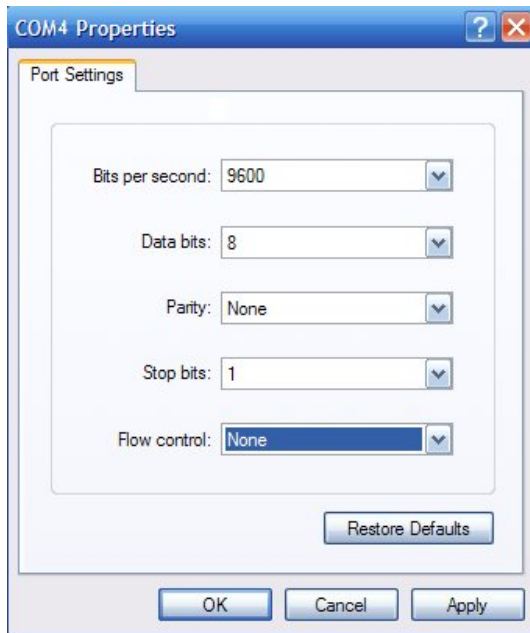 COM4 Properties
Port Settings
Bits per second: 9600
Data bits: 8
Parity: None
Stop bits: 1
Flow control: None
Restore Defaults
OK Cancel Apply